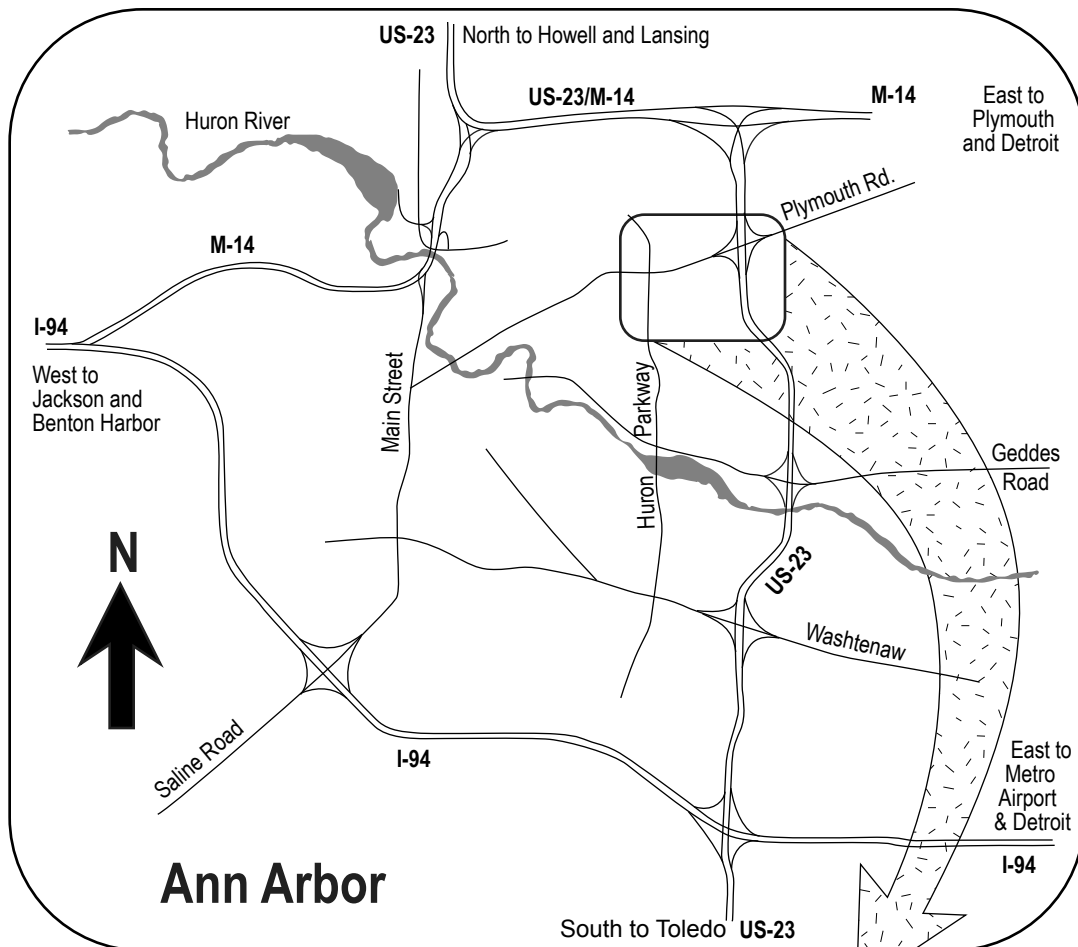 US-23
North to Howell and Lansing
US-23/M-14
M-14
East to
Plymouth
and Detroit
Huron River
Plymouth Rd.
M-14
I-94
West to
Jackson and
Benton Harbor
Main Street
Huron Parkway
Geddes
Road
N
US-23
Washtenaw
Saline Road
I-94
East to
Metro
Airport
& Detroit
I-94
Ann Arbor
South to Toledo US-23